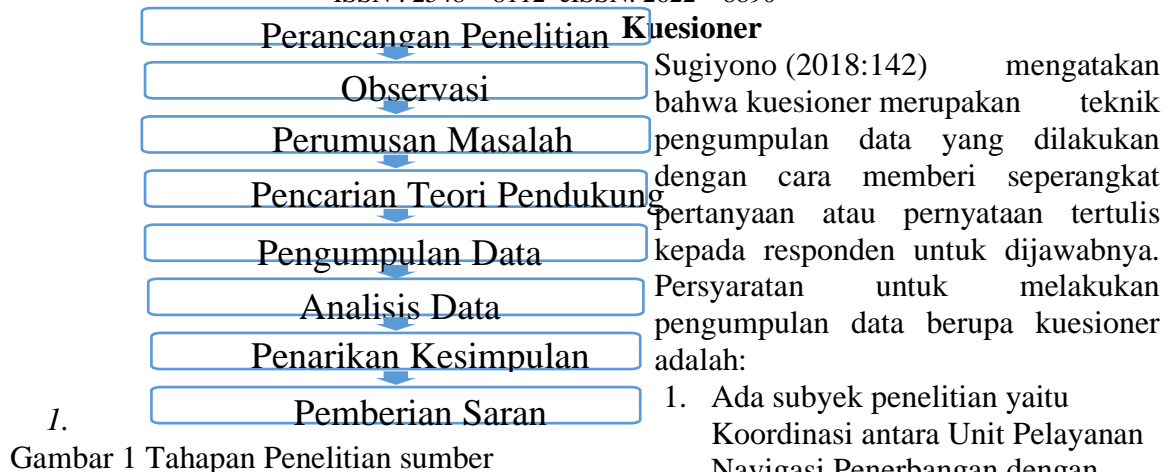 Perancangan Penelitian
Observasi
Perumusan Masalah
Pencarian Teori Pendukung
Pengumpulan Data
Analisis Data
Penarikan Kesimpulan
Pemberian Saran
1.
Gambar 1 Tahapan Penelitian sumber
Kuesioner
Sugiyono (2018:142) mengatakan
bahwa kuesioner merupakan teknik
pengumpulan data yang dilakukan
dengan cara memberi seperangkat
pertanyaan atau pernyataan tertulis
kepada responden untuk dijawabnya.
Persyaratan untuk melakukan
pengumpulan data berupa kuesioner
adalah:
1. Ada subyek penelitian yaitu
Koordinasi antara Unit Pelayanan
Navigasi Penerbangan dengan